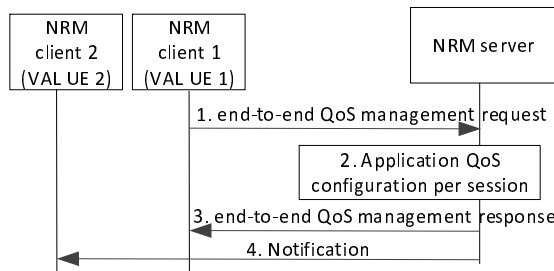 NRM
client 2
(VAL UE 2)
NRM
client 1
(VAL UE 1)
NRM server
1. end-to-end QoS management request
2. Application QoS
configuration per session
3. end-to-end QoS management response
4. Notification